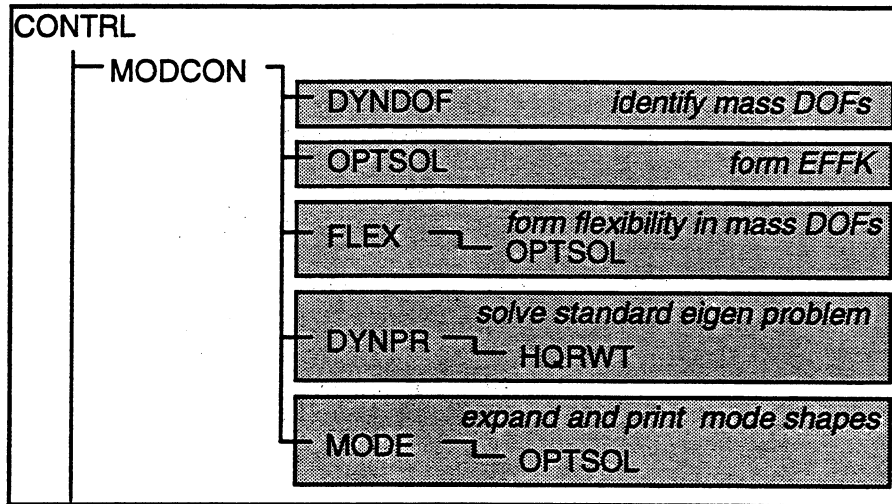 CONTRL
MODCON
DYNDOF identify mass DOFs
OPTSOL form EFFK
form flexibility in mass DOFs
FLEX OPTSOL
solve standard eigen problem
DYNPR HQRWT
expand and print mode shapes
MODE OPTSOL